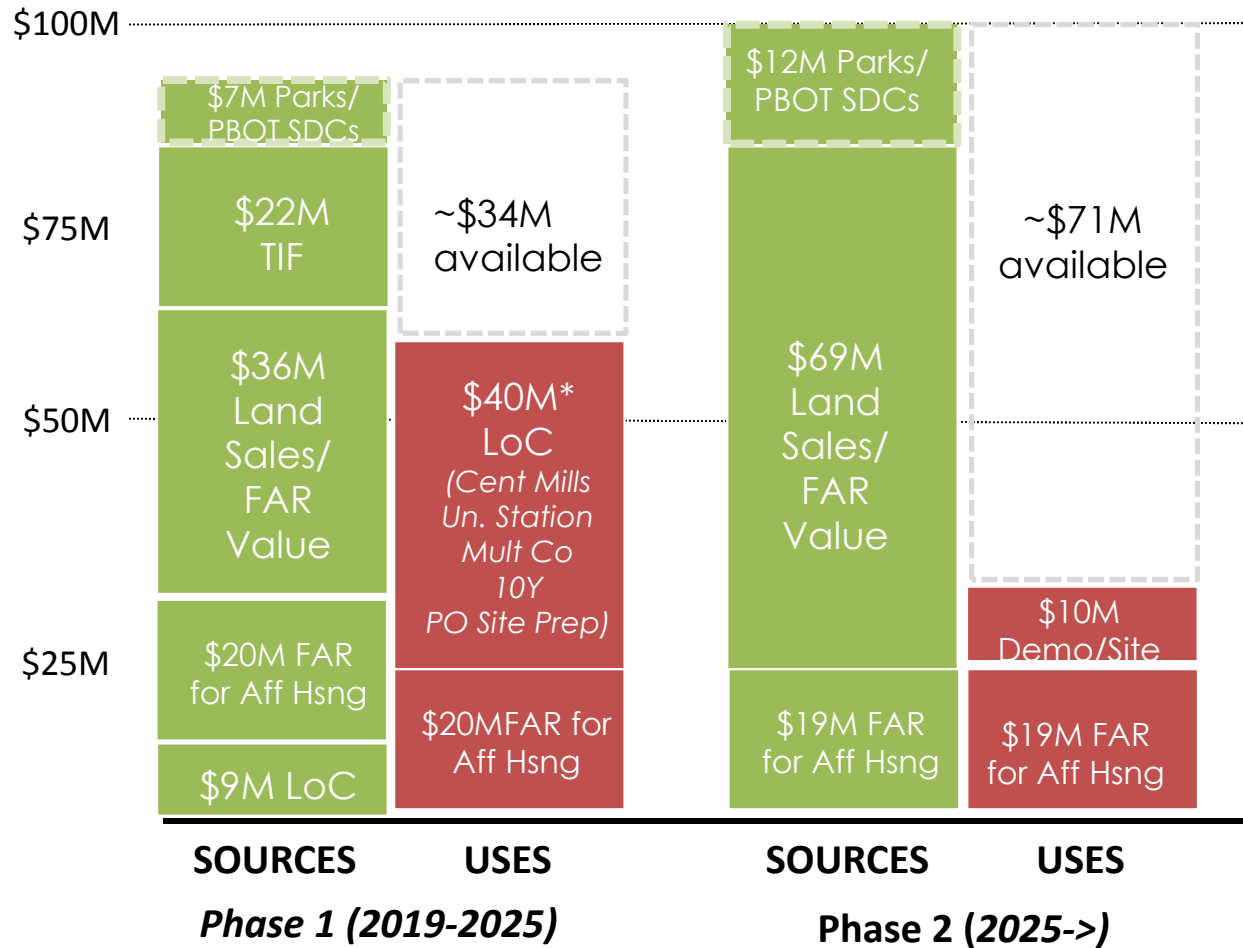 $100M
$75M
$50M
$25M
$7M Parks/
PBOT SDCs
$22M
TIF
$36M
Land
Sales/
FAR
Value
$20M FAR
for Aff Hsng
$9M LoC
~$34M
available
$40M*
LoC
(Cent Mills
Un. Station
Mult Co
10Y
PO Site Prep)
$20MFAR for
Aff Hsng
$12M Parks/
PBOT SDCs
$69M
Land
Sales/
FAR
Value
$19M FAR
for Aff Hsng
~$71M
available
$10M
Demo/Site
$19M FAR
for Aff Hsng
SOURCES USES SOURCES USES
Phase 1 (2019-2025) Phase 2 (2025->)